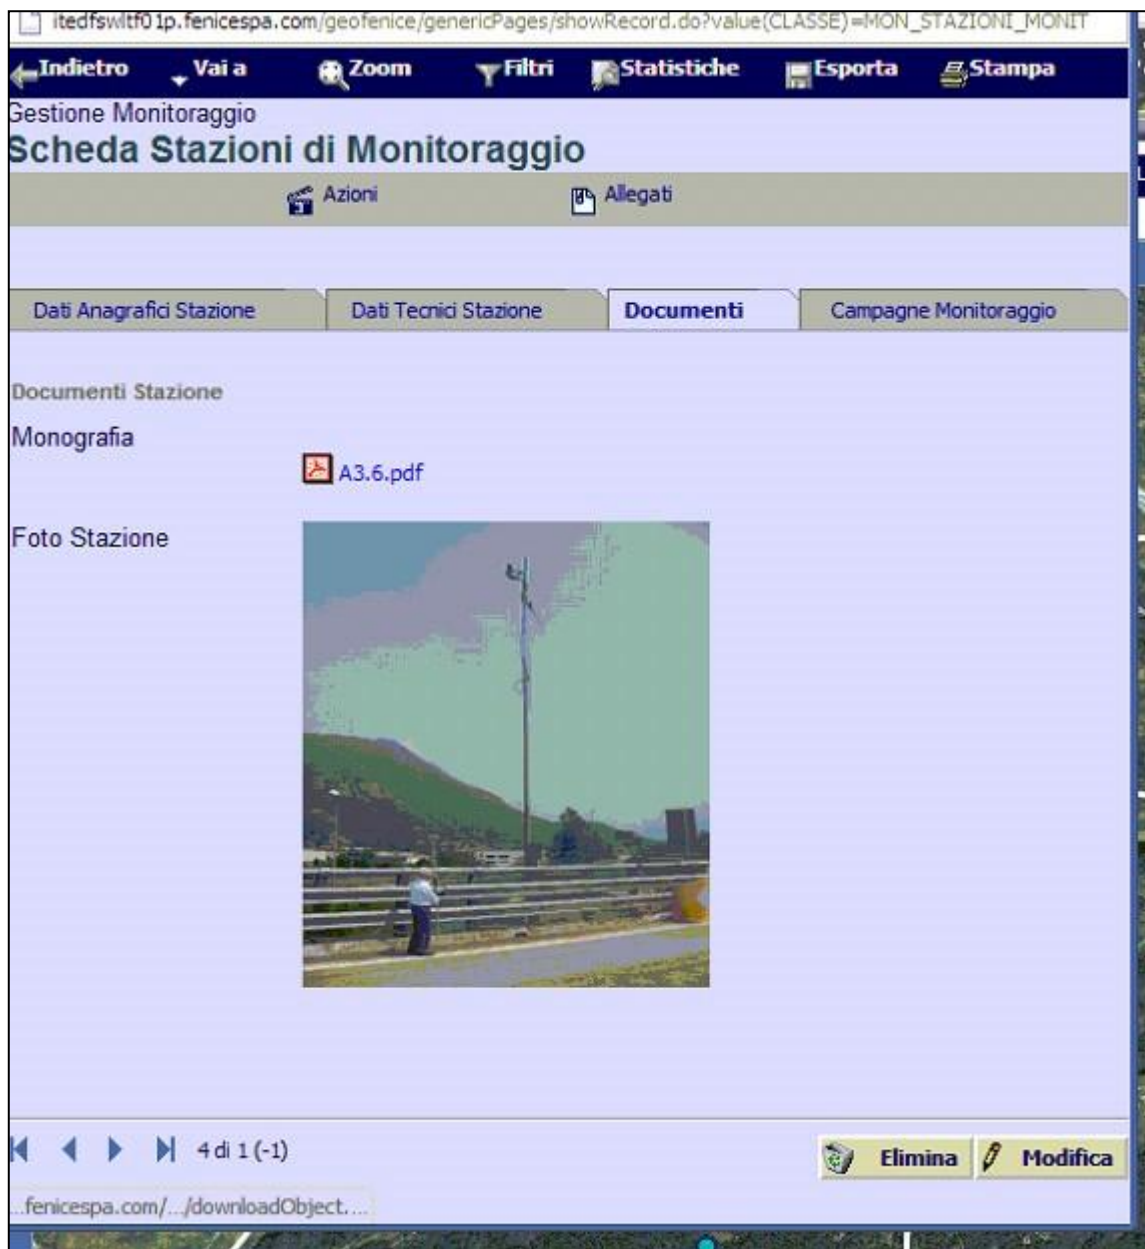 itedfswltf01p.fenicespa.com/geofenice/genericPages/showRecord.do?value(CLASSE)=MON_STAZIONI_MONIT
Indietro Vai a Zoom Filtri Statistiche Esporta Stampa
Gestione Monitoraggio
Scheda Stazioni di Monitoraggio
Azioni Allegati
Dati Anagrafici Stazione Dati Tecnici Stazione Documenti Campagne Monitoraggio
Documenti Stazione
Monografia
A3.6.pdf
Foto Stazione
4 di 1 (-1)
Elimina Modifica
...fenicespa.com/.../downloadObject....